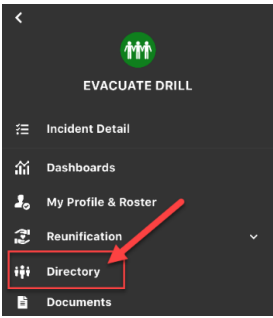 EVACUATE DRILL
Incident Detail
Dashboards
My Profile & Roster
Reunification
Directory
Documents